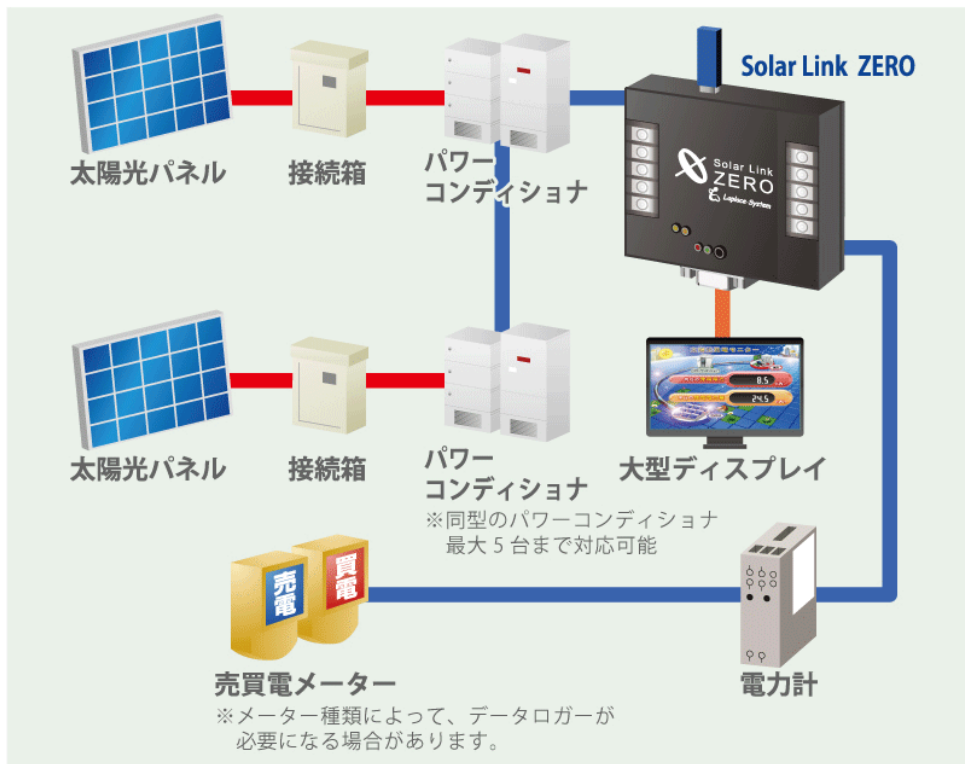 Solar Link ZERO
太陽光パネル
接続箱
パワー
コンディショナ
Solar Link
ZERO
Laplace System
太陽光パネル
接続箱
パワー
コンディショナ
※同型のパワーコンディショナ
最大5台まで対応可能
8.5
24.5
大型ディスプレイ
売電
買電
売買電メーター
※メーター種類によって、データロガーが
必要になる場合があります。
電力計